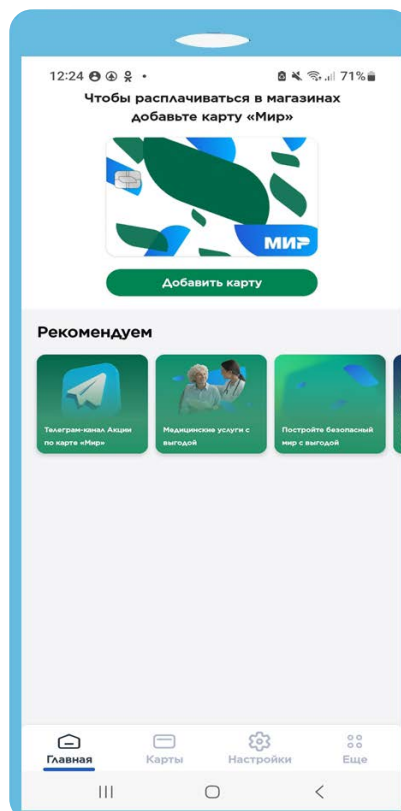 12:24
71%
Чтобы расплачиваться в магазинах
добавьте карту «Мир»
МИР
Добавить карту
Рекомендуем
Телеграм-канал Акции
по карте «Мир»
Медицинские услуги с
выгодой
Постройте безопасный
мир с выгодой
Главная
Карты
Настройки
Еще